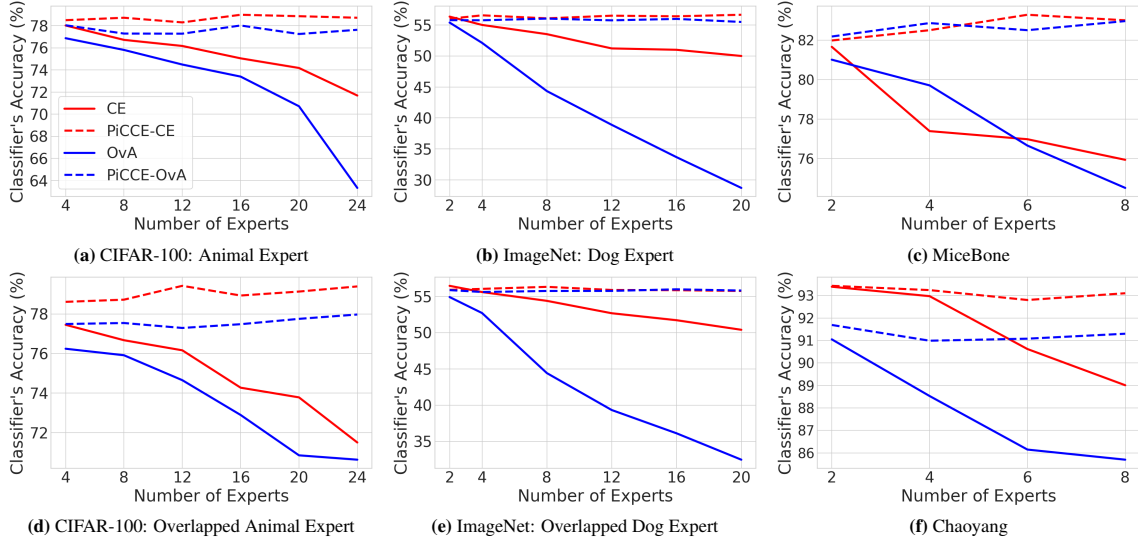 Classifier's Accuracy (%)
78
76
74
72
70
68
66
64
CE
PiCCE-CE
OvA
PiCCE-OvA
4 8 12 16 20 24
Number of Experts
(a) CIFAR-100: Animal Expert
Classifier's Accuracy (%)
55
50
45
40
35
30
2 4 8 12 16 20
Number of Experts
(b) ImageNet: Dog Expert
Classifier's Accuracy (%)
82
80
78
76
2 4 6 8
Number of Experts
(c) MiceBone
Classifier's Accuracy (%)
78
76
74
72
4 8 12 16 20 24
Number of Experts
(d) CIFAR-100: Overlapped Animal Expert
Classifier's Accuracy (%)
55
50
45
40
35
2 4 8 12 16 20
Number of Experts
(e) ImageNet: Overlapped Dog Expert
Classifier's Accuracy (%)
93
92
91
90
89
88
87
86
2 4 6 8
Number of Experts
(f) Chaoyang